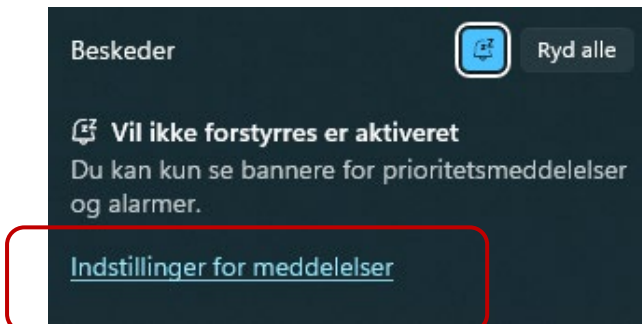 Beskeder
Ryd alle
Vil ikke forstyrres er aktiveret
Du kan kun se bannere for prioritetsmeddelelser
og alarmer.
Indstillinger for meddelelser